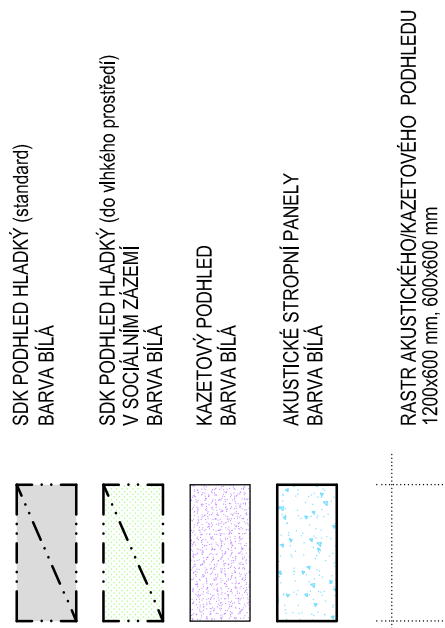 SDK PODHLED HLADKÝ (standard)
BARVA BÍLÁ
SDK PODHLED HLADKÝ (do vlhkého prostředí)
V SOCIÁLNÍM ZÁZEMÍ
BARVA BÍLÁ
KAZETOVÝ PODHLED
BARVA BÍLÁ
AKUSTICKÉ STROPNÍ PANELY
BARVA BÍLÁ
RASTR AKUSTICKÉHO/KAZETOVÉHO PODHLEDU
1200x600 mm, 600x600 mm